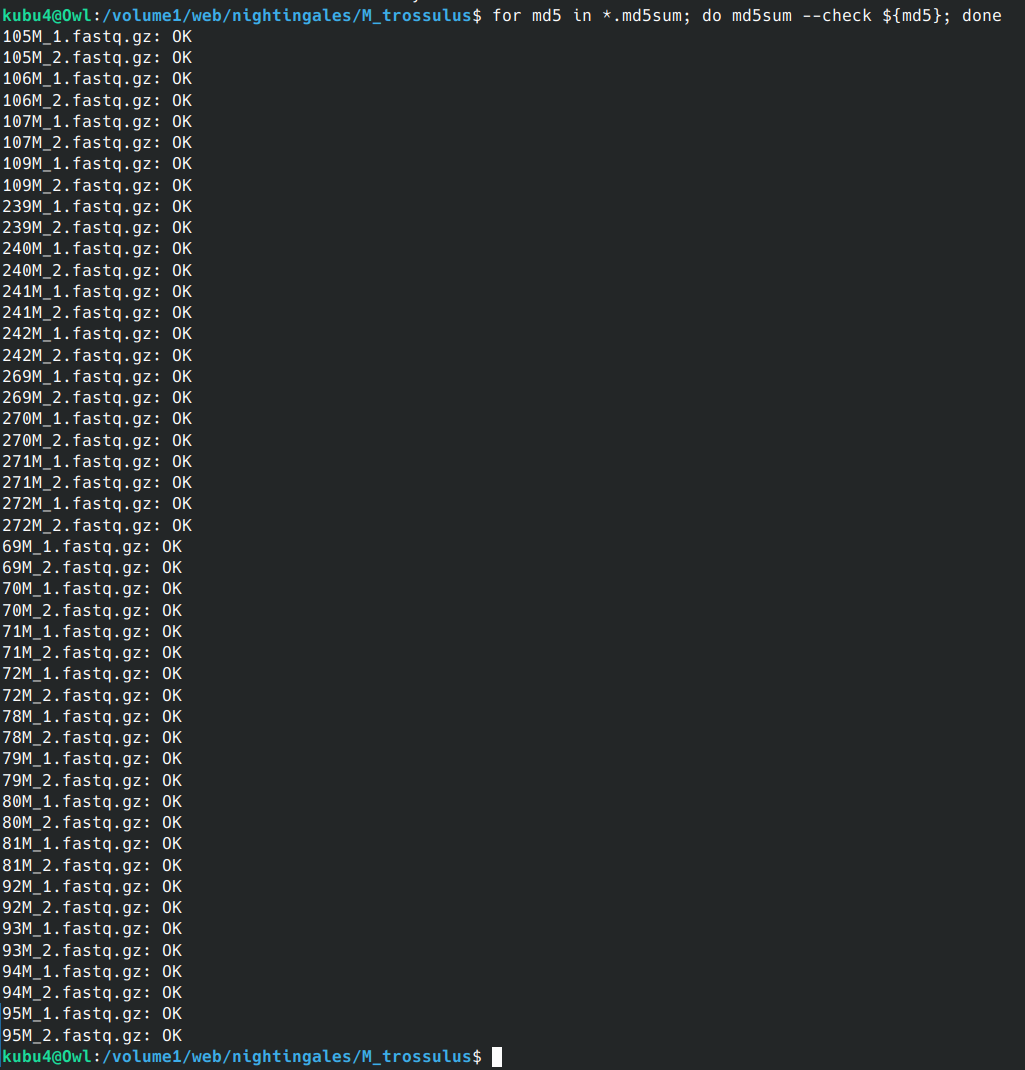 kubu4@Owl:/volume1/web/nightingales/M_trossulus$ for md5 in *.md5sum; do md5sum --check ${md5}; done
105M_1.fastq.gz: OK
105M_2.fastq.gz: OK
106M_1.fastq.gz: OK
106M_2.fastq.gz: OK
107M_1.fastq.gz: OK
107M_2.fastq.gz: OK
109M_1.fastq.gz: OK
109M_2.fastq.gz: OK
239M_1.fastq.gz: OK
239M_2.fastq.gz: OK
240M_1.fastq.gz: OK
240M_2.fastq.gz: OK
241M_1.fastq.gz: OK
241M_2.fastq.gz: OK
242M_1.fastq.gz: OK
242M_2.fastq.gz: OK
269M_1.fastq.gz: OK
269M_2.fastq.gz: OK
270M_1.fastq.gz: OK
270M_2.fastq.gz: OK
271M_1.fastq.gz: OK
271M_2.fastq.gz: OK
272M_1.fastq.gz: OK
272M_2.fastq.gz: OK
69M_1.fastq.gz: OK
69M_2.fastq.gz: OK
70M_1.fastq.gz: OK
70M_2.fastq.gz: OK
71M_1.fastq.gz: OK
71M_2.fastq.gz: OK
72M_1.fastq.gz: OK
72M_2.fastq.gz: OK
78M_1.fastq.gz: OK
78M_2.fastq.gz: OK
79M_1.fastq.gz: OK
79M_2.fastq.gz: OK
80M_1.fastq.gz: OK
80M_2.fastq.gz: OK
81M_1.fastq.gz: OK
81M_2.fastq.gz: OK
92M_1.fastq.gz: OK
92M_2.fastq.gz: OK
93M_1.fastq.gz: OK
93M_2.fastq.gz: OK
94M_1.fastq.gz: OK
94M_2.fastq.gz: OK
95M_1.fastq.gz: OK
95M_2.fastq.gz: OK
kubu4@Owl:/volume1/web/nightingales/M_trossulus$